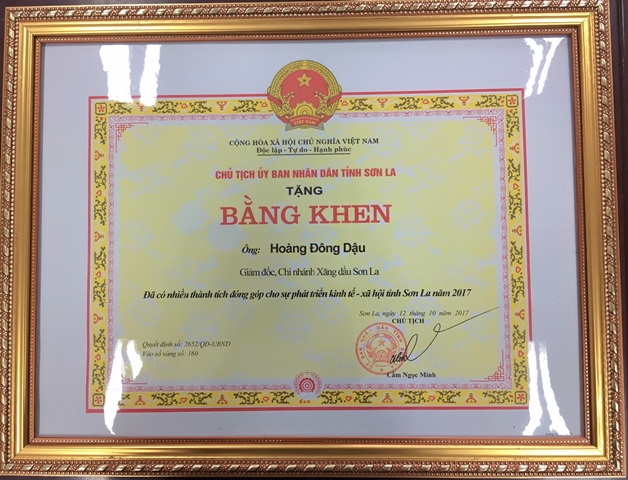 VIỆT NAM
CỘNG HÒA XÃ HỘI CHỦ NGHĨA VIỆT NAM
Độc lập - Tự do - Hạnh phúc
CHỦ TỊCH ỦY BAN NHÂN DÂN TỈNH SƠN LA
TẶNG
BẰNG KHEN
Ông: Hoàng Đông Dậu
Giám đốc, Chi nhánh Xăng dầu Sơn La
Đã có nhiều thành tích đóng góp cho sự phát triển kinh tế - xã hội tỉnh Sơn La năm 2017
Sơn La, ngày 12 tháng 10 năm 2017
CHỦ TỊCH
Quyết định số: 2652/QĐ-UBND
Vào sổ vàng số: 160
Cầm Ngọc Minh